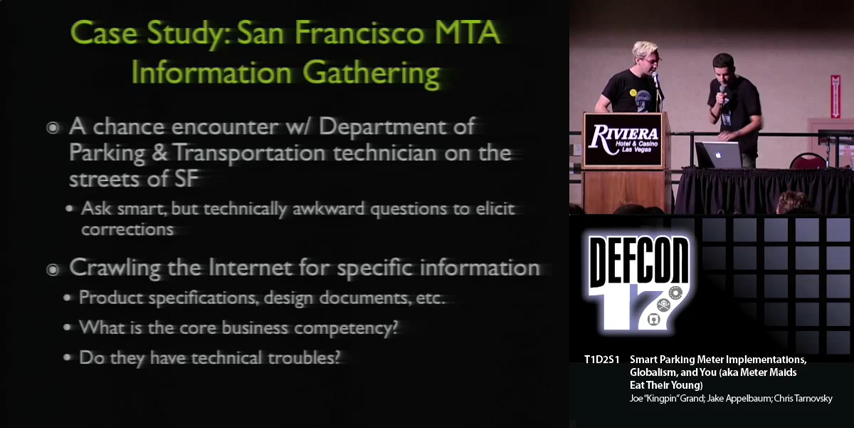 Case Study: San Francisco MTA
Information Gathering
A chance encounter w/ Department of
Parking & Transportation technician on the
streets of SF
Ask smart, but technically awkward questions to elicit
corrections
Crawling the Internet for specific information
Product specifications, design documents, etc.
What is the core business competency?
Do they have technical troubles?
RIVIERA
Hotel & Casino
Las Vegas
DEFCON
17
T1D2S1 Smart Parking Meter Implementations,
Globalism, and You (aka Meter Maids
Eat Their Young)
Joe "Kingpin" Grand; Jake Appelbaum; Chris Tarnovsky